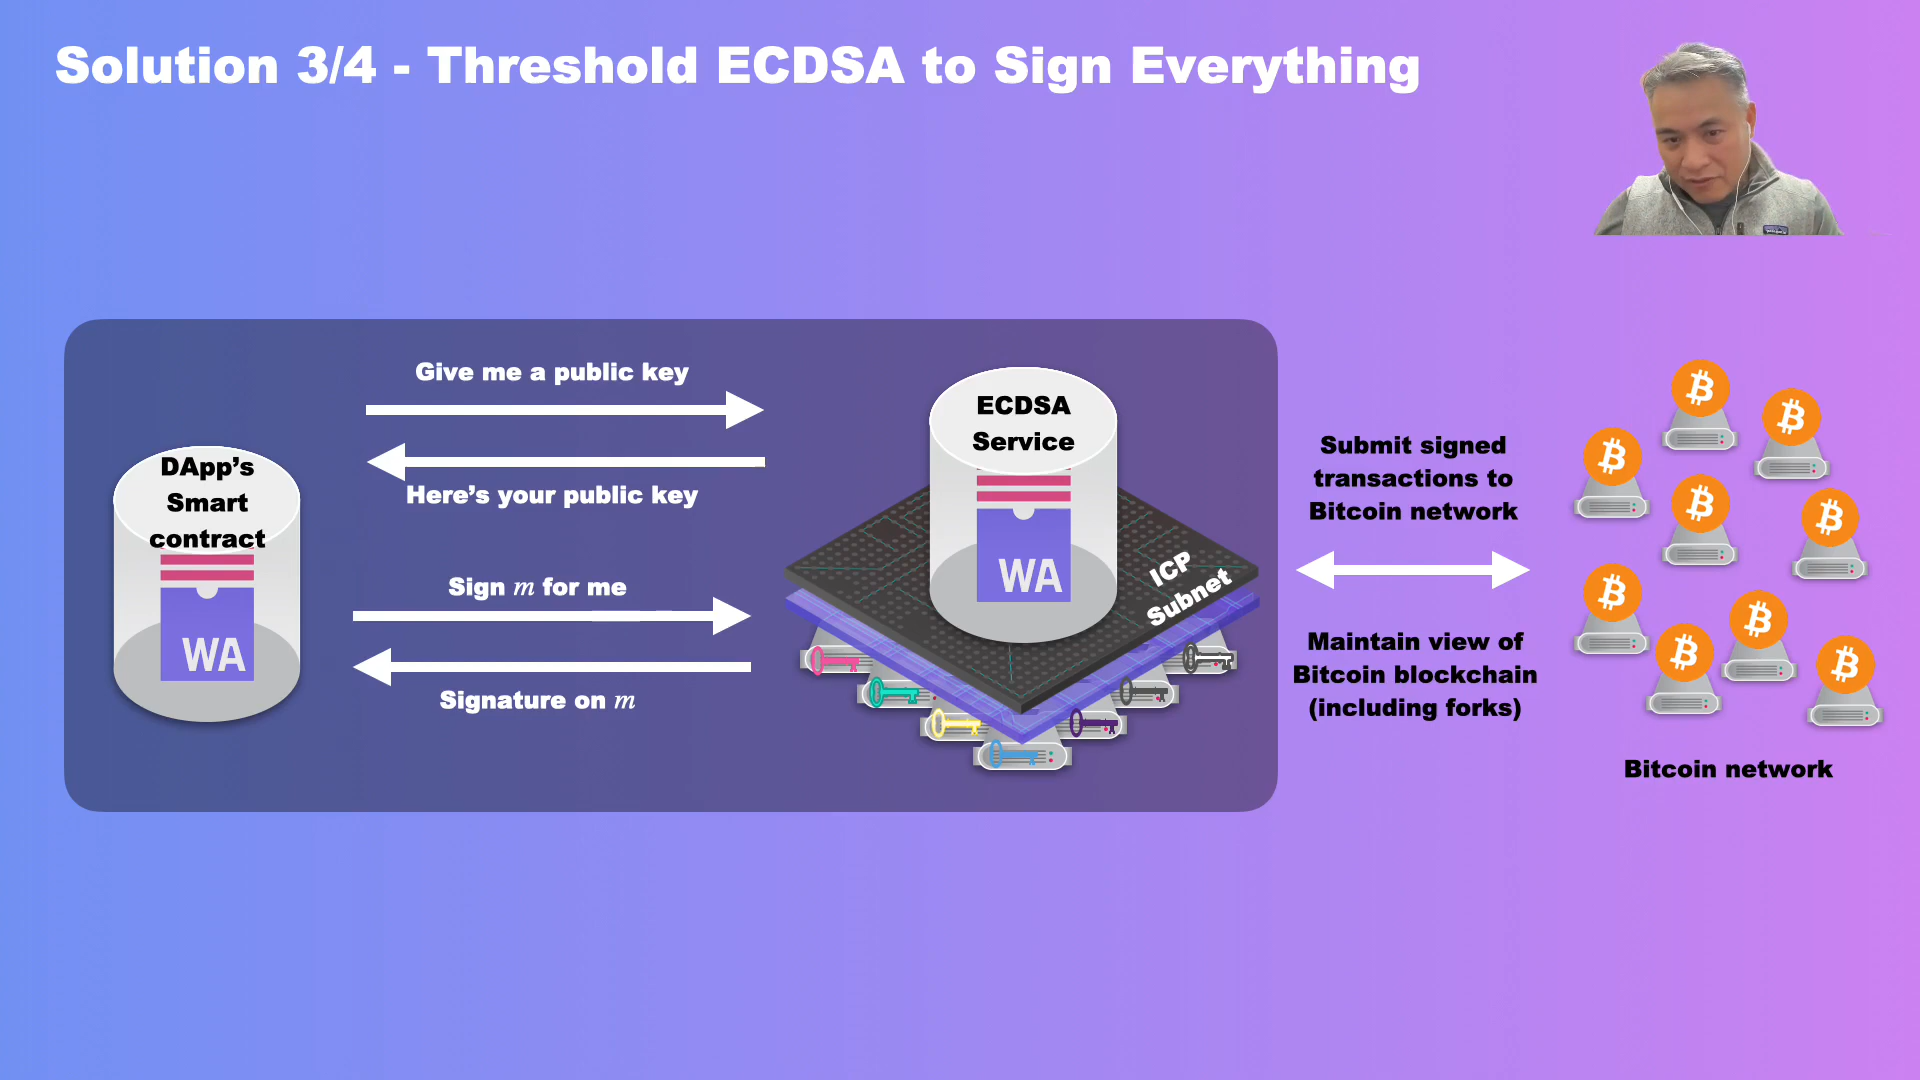 Solution 3/4 - Threshold ECDSA to Sign Everything
Give me a public key
Here's your public key
DApp's
Smart
contract
WA
Sign m for me
Signature on m
ECDSA
Service
WA
ICP
Subnet
Submit signed
transactions to
Bitcoin network
Maintain view of
Bitcoin blockchain
(including forks)
Bitcoin network